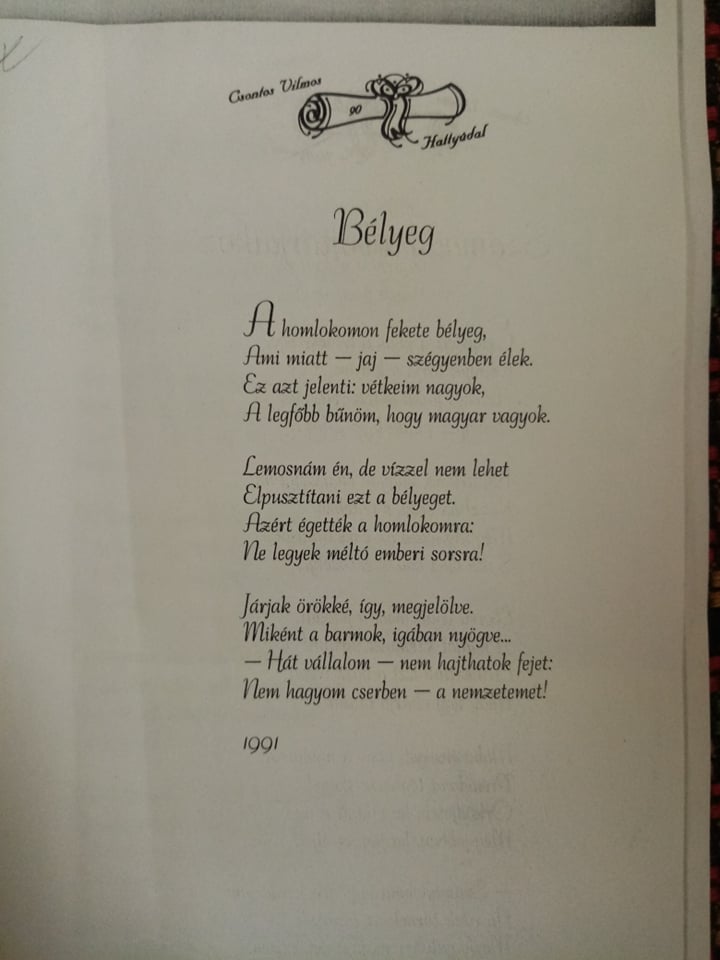 Csontos Vilmos
90
Hattyúdal
Bélyeg
A homlokomon fekete bélyeg,
Ami miatt — jaj — szégyenben élek.
Ez azt jelenti: vétkeim nagyok,
A legfőbb bűnöm, hogy magyar vagyok.
Lemosnám én, de vízzel nem lehet
Elpusztítani ezt a bélyeget.
Azért égették a homlokomra:
Ne legyek méltó emberi sorsra!
Járjak örökké, így, megjelölve.
Miként a barmok, igában nyögve...
— Hát vállalom — nem hajthatok fejet:
Nem hagyom cserben — a nemzetemet!
1991